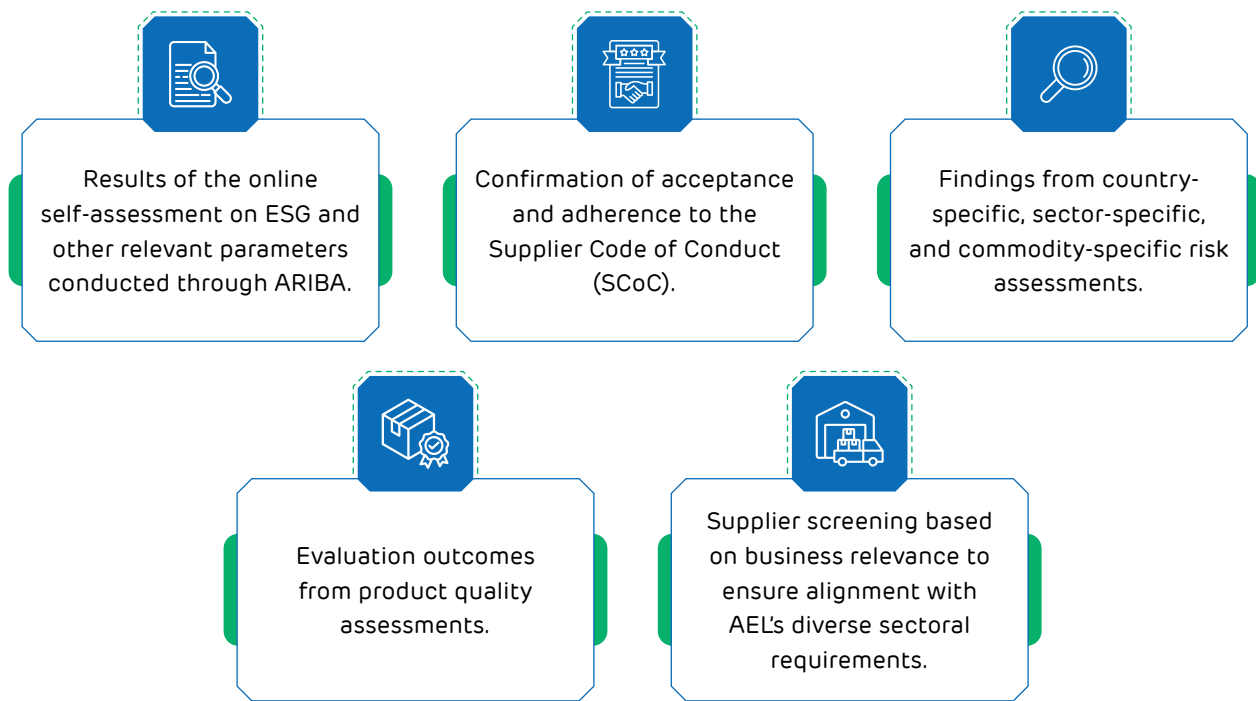 Results of the online
self-assessment on ESG and
other relevant parameters
conducted through ARIBA.
Confirmation of acceptance
and adherence to the
Supplier Code of Conduct
(SCoC).
Findings from country-
specific, sector-specific,
and commodity-specific risk
assessments.
Evaluation outcomes
from product quality
assessments.
Supplier screening based
on business relevance to
ensure alignment with
AEL’s diverse sectoral
requirements.